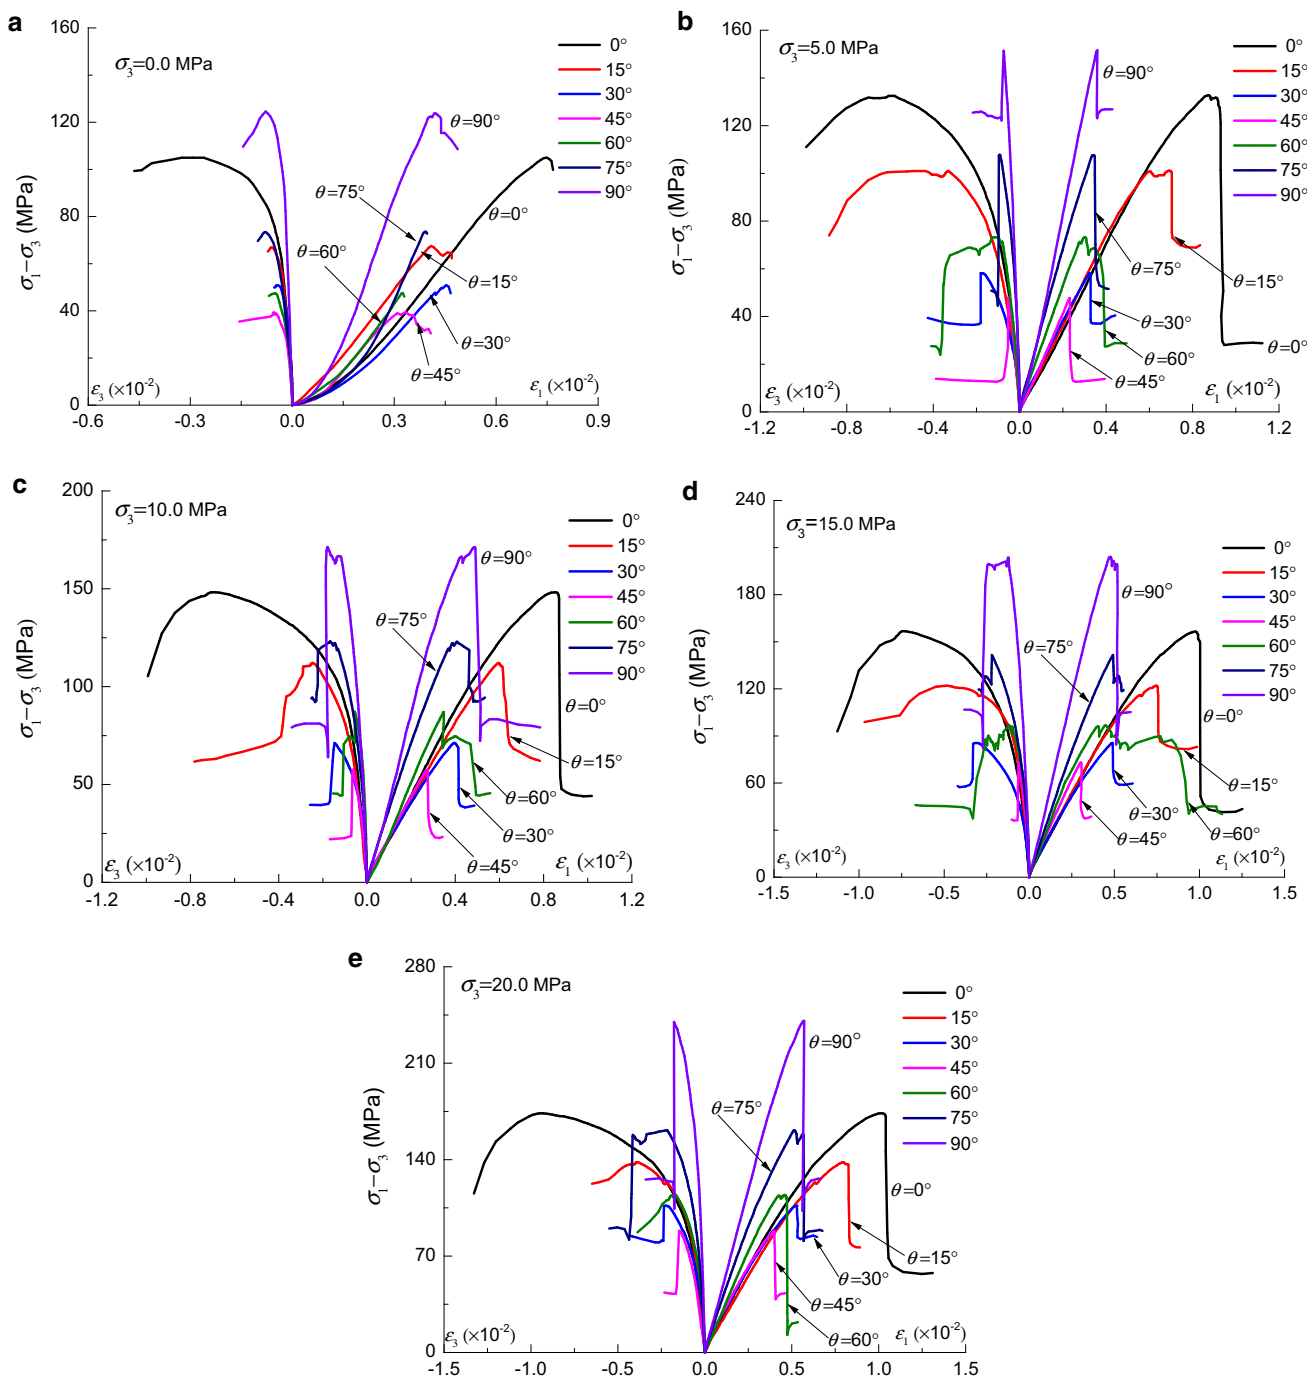 a
160
120
80
40
0
σ1−σ3 (MPa)
σ3=0.0 MPa
0°
15°
30°
45°
60°
75°
90°
θ=90°
θ=75°
θ=0°
θ=60°
θ=15°
θ=30°
θ=45°
ε3 (×10-2)
ε1 (×10-2)
-0.6 -0.3 0.0 0.3 0.6 0.9
b
160
120
80
40
0
σ1−σ3 (MPa)
σ3=5.0 MPa
0°
15°
30°
45°
60°
75°
90°
θ=90°
θ=75°
θ=15°
θ=30°
θ=60°
θ=0°
θ=45°
ε3 (×10-2)
ε1 (×10-2)
-1.2 -0.8 -0.4 0.0 0.4 0.8 1.2
c
200
150
100
50
0
σ1−σ3 (MPa)
σ3=10.0 MPa
0°
15°
30°
45°
60°
75°
90°
θ=90°
θ=75°
θ=0°
θ=15°
θ=60°
θ=30°
θ=45°
ε3 (×10-2)
ε1 (×10-2)
-1.2 -0.8 -0.4 0.0 0.4 0.8 1.2
d
240
180
120
60
0
σ1−σ3 (MPa)
σ3=15.0 MPa
0°
15°
30°
45°
60°
75°
90°
θ=90°
θ=75°
θ=0°
θ=15°
θ=30°
θ=60°
θ=45°
ε3 (×10-2)
ε1 (×10-2)
-1.5 -1.0 -0.5 0.0 0.5 1.0 1.5
e
280
210
140
70
0
σ1−σ3 (MPa)
σ3=20.0 MPa
0°
15°
30°
45°
60°
75°
90°
θ=90°
θ=75°
θ=0°
θ=15°
θ=30°
θ=45°
θ=60°
ε3 (×10-2)
ε1 (×10-2)
-1.5 -1.0 -0.5 0.0 0.5 1.0 1.5